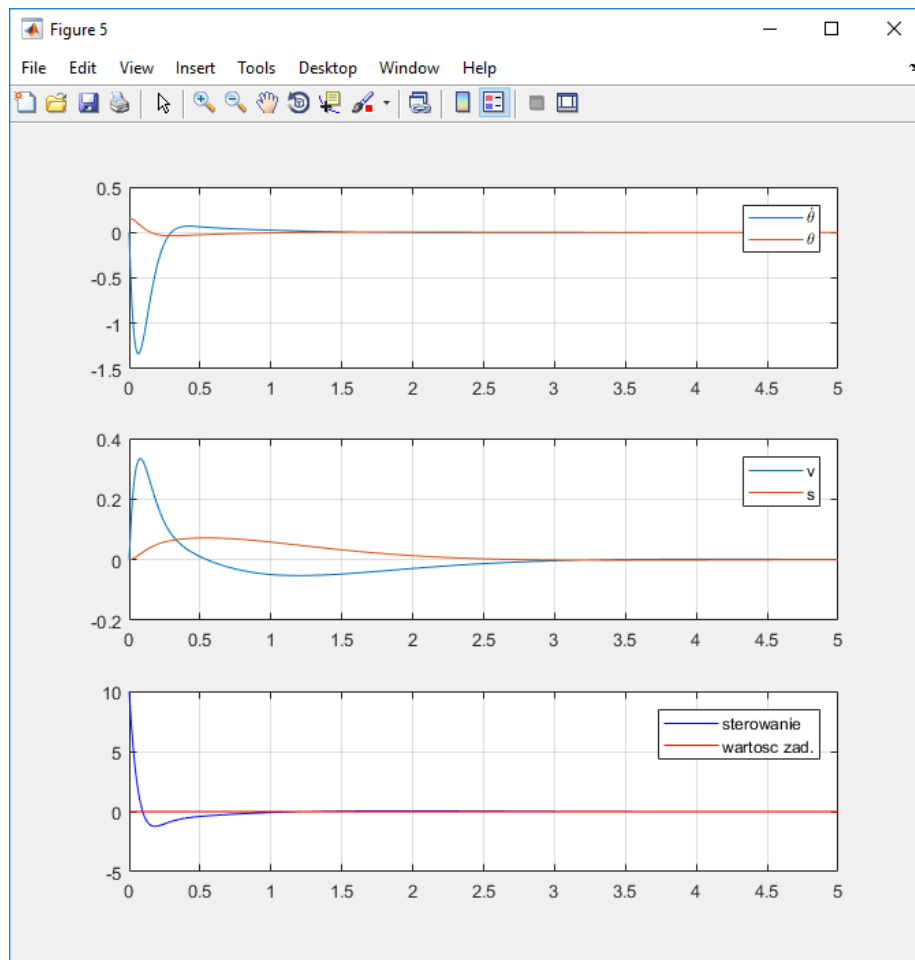 Figure 5
File Edit View Insert Tools Desktop Window Help
0.5
0
-0.5
-1
-1.5
0 0.5 1 1.5 2 2.5 3 3.5 4 4.5 5
θ̇
θ
0.4
0.2
0
-0.2
0 0.5 1 1.5 2 2.5 3 3.5 4 4.5 5
v
s
10
5
0
-5
0 0.5 1 1.5 2 2.5 3 3.5 4 4.5 5
sterowanie
wartosc zad.